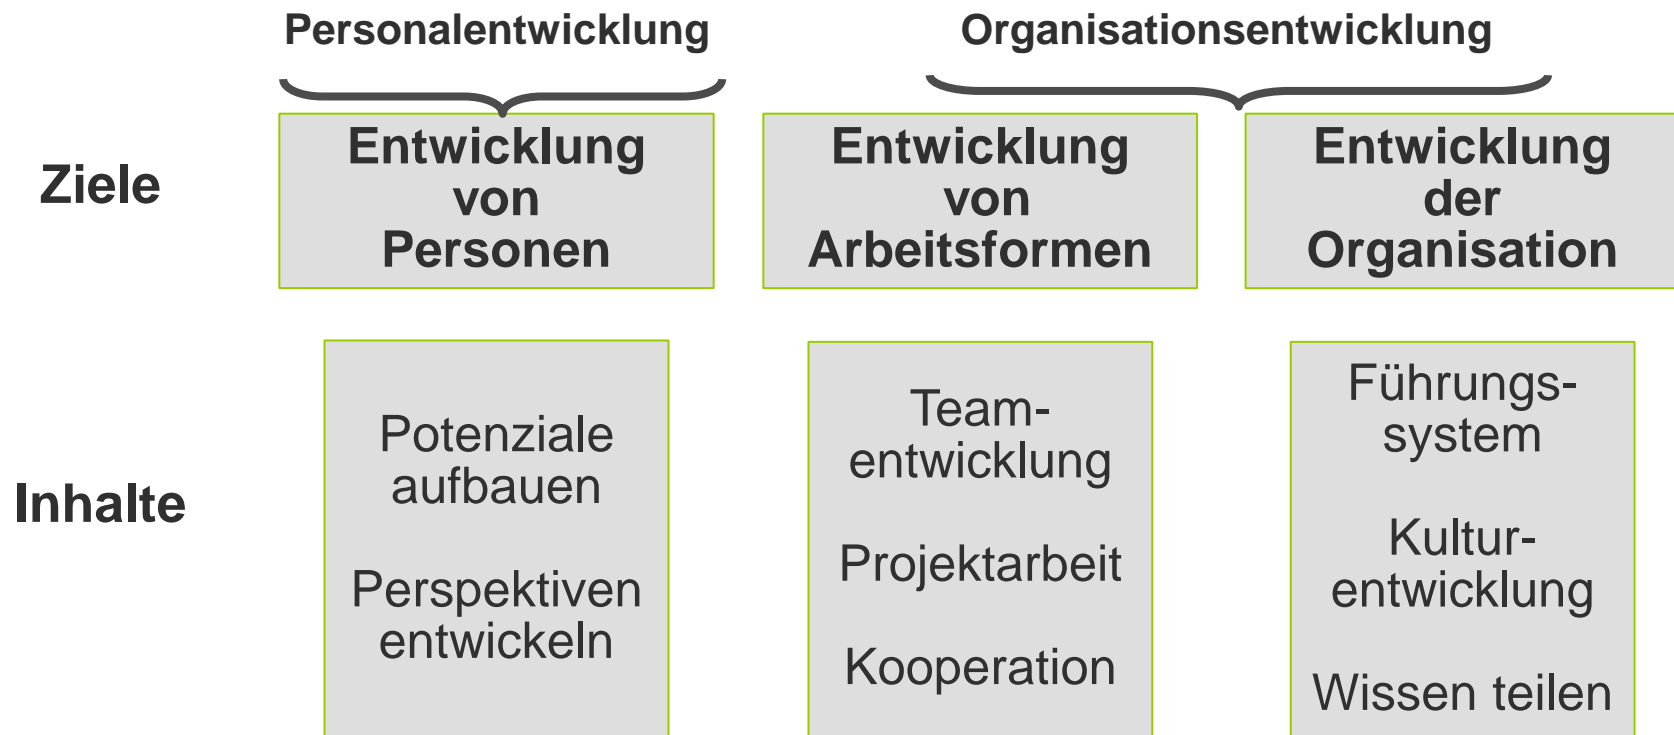 Personalentwicklung
Organisationsentwicklung
Ziele
Entwicklung
von
Personen
Entwicklung
von
Arbeitsformen
Entwicklung
der
Organisation
Inhalte
Potenziale
aufbauen
Perspektiven
entwickeln
Team-
entwicklung
Projektarbeit
Kooperation
Führungs-
system
Kultur-
entwicklung
Wissen teilen